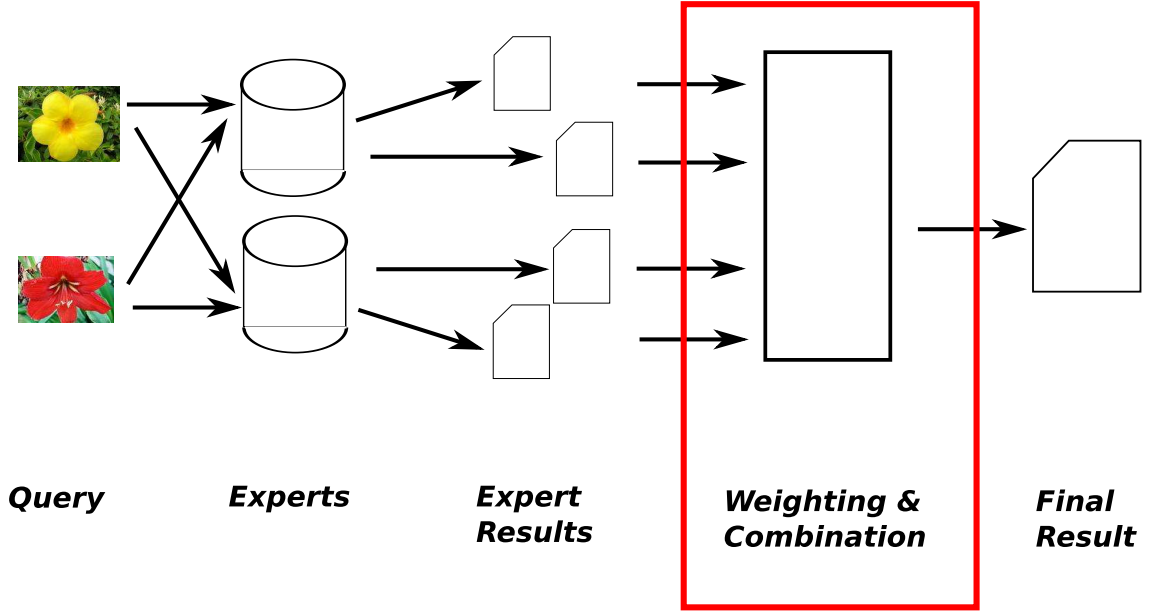 Query
Experts
Expert
Results
Weighting &
Combination
Final
Result